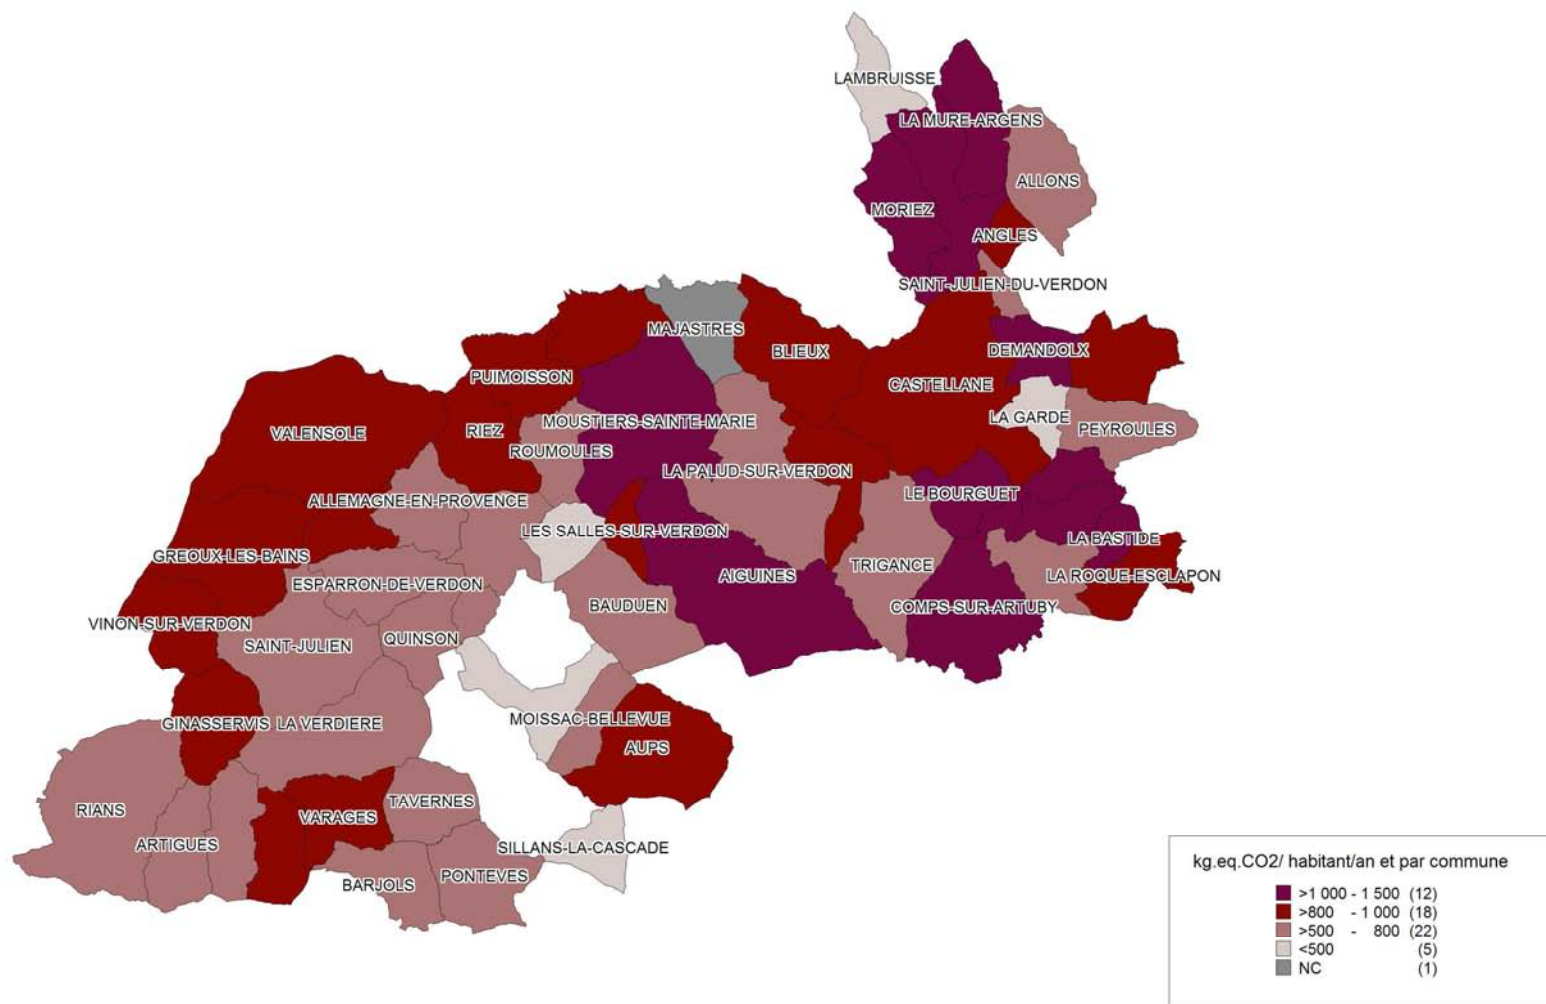 LAMBRUISSE
LA MURE-ARGENS
ALLONS
MORIEZ
ANGLES
SAINT-JULIEN-DU-VERDON
MAJASTRES
BLIEUX
DEMANDOLX
PUIMOISSON
CASTELLANE
LA GARDE
MOUSTIERS-SAINTE-MARIE
PEYROULES
VALENSOLE
RIEZ
ROUMOULES
LA PALUD-SUR-VERDON
LE BOURGUET
ALLEMAGNE-EN-PROVENCE
LES SALLES-SUR-VERDON
LA BASTIDE
GREOUX-LES-BAINS
TRIGANCE
AIGUINES
LA ROQUE-ESCLAPON
ESPARRON-DE-VERDON
BAUDUEN
COMPS-SUR-ARTUBY
VINON-SUR-VERDON
QUINSON
SAINT-JULIEN
GINASSERVIS
LA VERDIERE
MOISSAC-BELLEVUE
AUPS
TAVERNES
RIANS
VARAGES
ARTIGUES
SILLANS-LA-CASCADE
PONTEVES
BARJOLS
kg.eq.CO2/ habitant/an et par commune
>1 000 - 1 500 (12)
>800 - 1 000 (18)
>500 - 800 (22)
<500 (5)
NC (1)